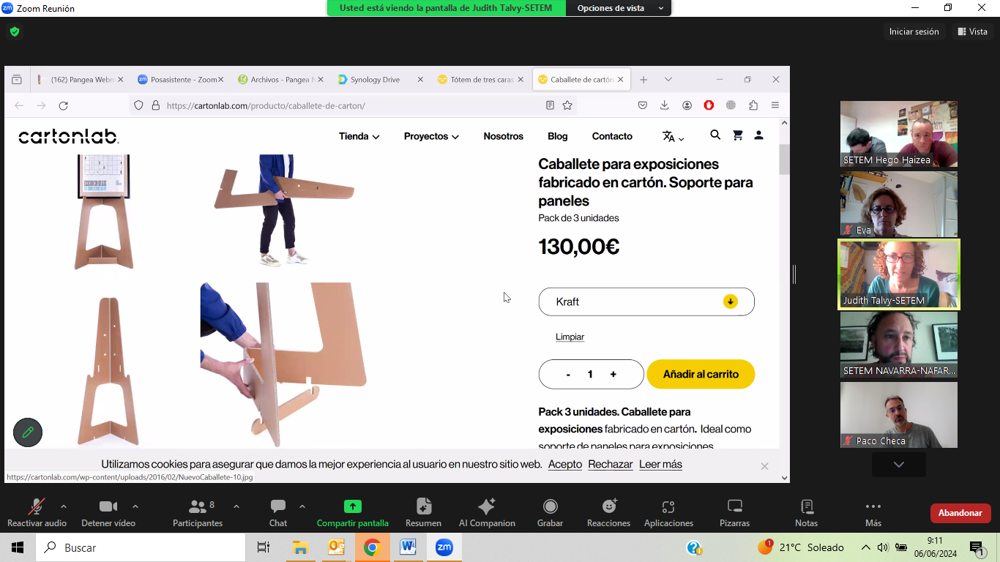 Zoom Reunión
Usted está viendo la pantalla de Judith Talvy-SETEM
Opciones de vista
Iniciar sesión
Vista
(162) Pangea Webm
Posasistente - Zoom
Archivos - Pangea N
Synology Drive
Tótem de tres caras
Caballete de cartón
https://cartonlab.com/producto/caballete-de-carton/
cartonlab.
Tienda
Proyectos
Nosotros
Blog
Contacto
Caballete para exposiciones
fabricado en cartón. Soporte para
paneles
Pack de 3 unidades
130,00€
Kraft
Limpiar
- 1 +
Añadir al carrito
Pack 3 unidades. Caballete para
exposiciones fabricado en cartón. Ideal como
soporte de paneles para exposiciones
Utilizamos cookies para asegurar que damos la mejor experiencia al usuario en nuestro sitio web. Acepto Rechazar Leer más
https://cartonlab.com/wp-content/uploads/2016/02/NuevoCaballete-10.jpg
SETEM Hego Haizea
Eva
Judith Talvy-SETEM
SETEM NAVARRA-NAFAR...
Paco Checa
Reactivar audio
Detener vídeo
8
Participantes
Chat
Compartir pantalla
Resumen
AI Companion
Grabar
Reacciones
Aplicaciones
Pizarras
Notas
Más
Abandonar
Buscar
1
21°C Soleado
9:11
06/06/2024
1